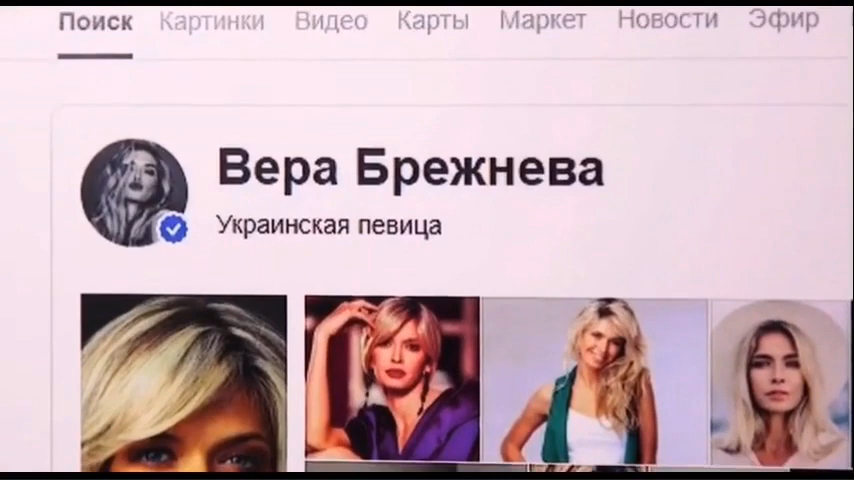 Поиск Картинки Видео Карты Маркет Новости Эфир
Вера Брежнева
Украинская певица